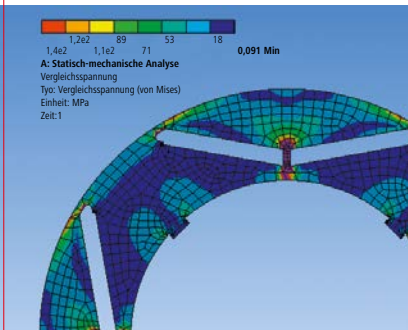 1,2e2 89 53 18
1,4e2 1,1e2 71 0,091 Min
A: Statisch-mechanische Analyse
Vergleichsspannung
Tyo: Vergleichsspannung (von Mises)
Einheit: MPa
Zeit:1